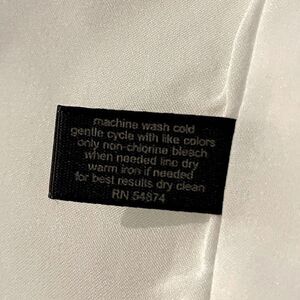 machine wash cold
gentle cycle with like colors
only non-chlorine bleach
when needed line dry
warm iron if needed
for best results dry clean
RN 54874